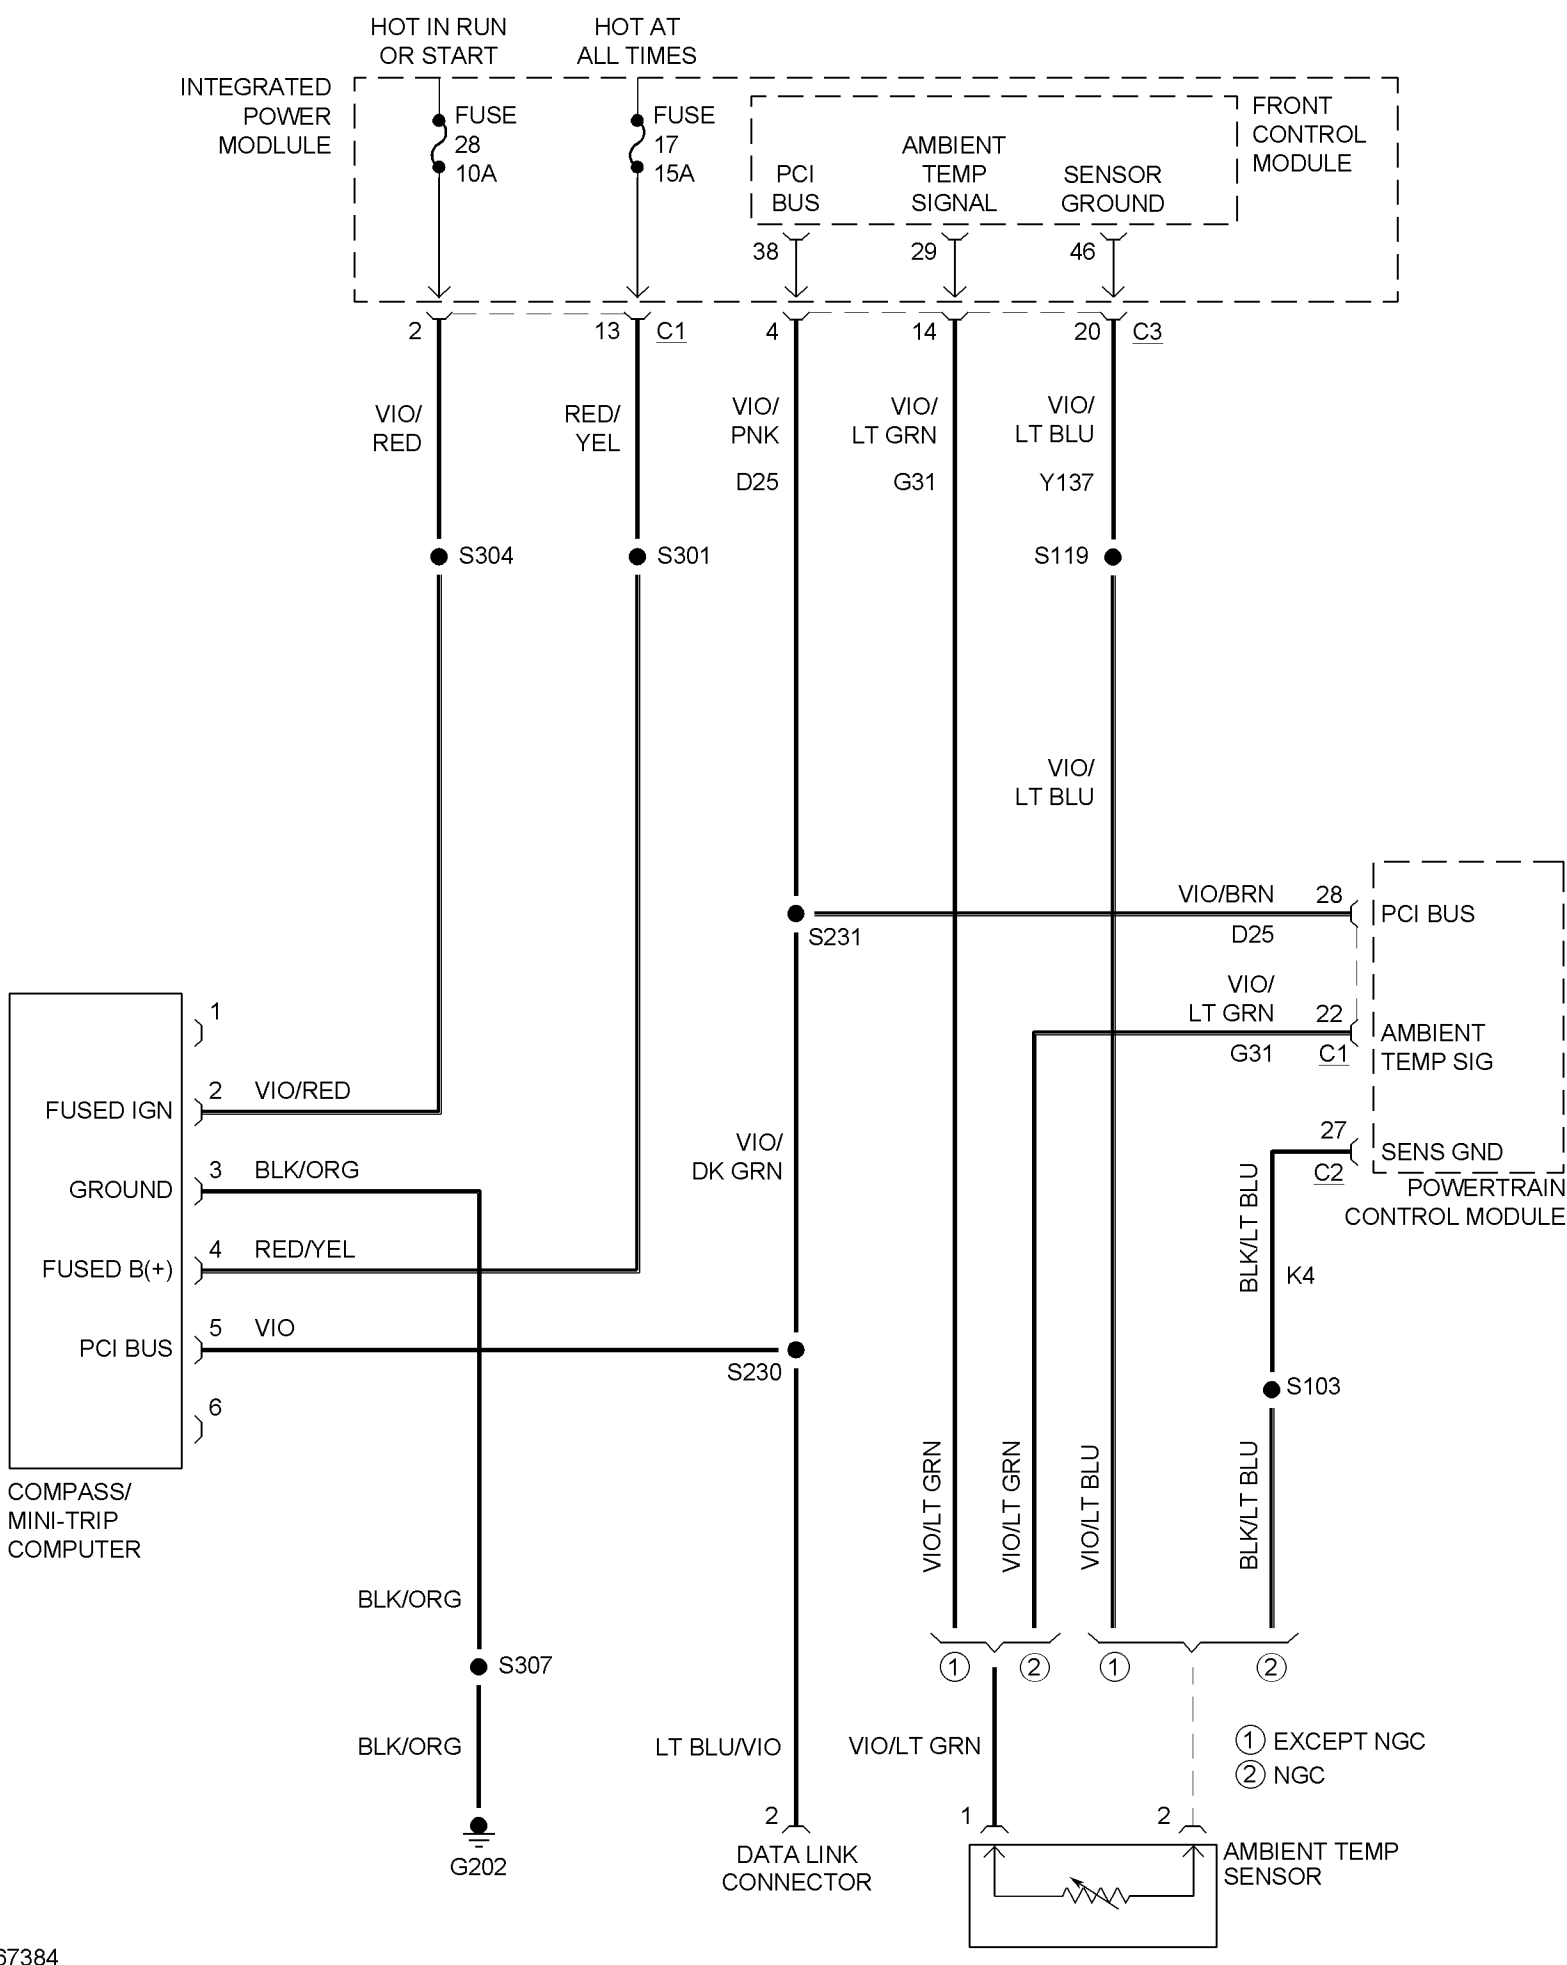 HOT IN RUN
OR START
HOT AT
ALL TIMES
INTEGRATED
POWER
MODLULE
FUSE
28
10A
FUSE
17
15A
FRONT
CONTROL
MODULE
PCI
BUS
AMBIENT
TEMP
SIGNAL
SENSOR
GROUND
38
29
46
2
13
C1
4
14
20
C3
VIO/
RED
RED/
YEL
VIO/
PNK
D25
VIO/
LT GRN
G31
VIO/
LT BLU
Y137
S304
S301
S119
VIO/
LT BLU
VIO/BRN
28
PCI BUS
D25
S231
VIO/
LT GRN
22
AMBIENT
TEMP SIG
G31
C1
27
SENS GND
C2
POWERTRAIN
CONTROL MODULE
BLK/LT BLU
K4
S103
1
FUSED IGN
2
VIO/RED
GROUND
3
BLK/ORG
FUSED B(+)
4
RED/YEL
PCI BUS
5
VIO
6
COMPASS/
MINI-TRIP
COMPUTER
VIO/
DK GRN
S230
VIO/LT GRN
VIO/LT GRN
VIO/LT BLU
BLK/LT BLU
BLK/ORG
S307
BLK/ORG
G202
LT BLU/VIO
2
DATA LINK
CONNECTOR
1
2
1
2
VIO/LT GRN
1 EXCEPT NGC
2 NGC
1
2
AMBIENT TEMP
SENSOR
67384